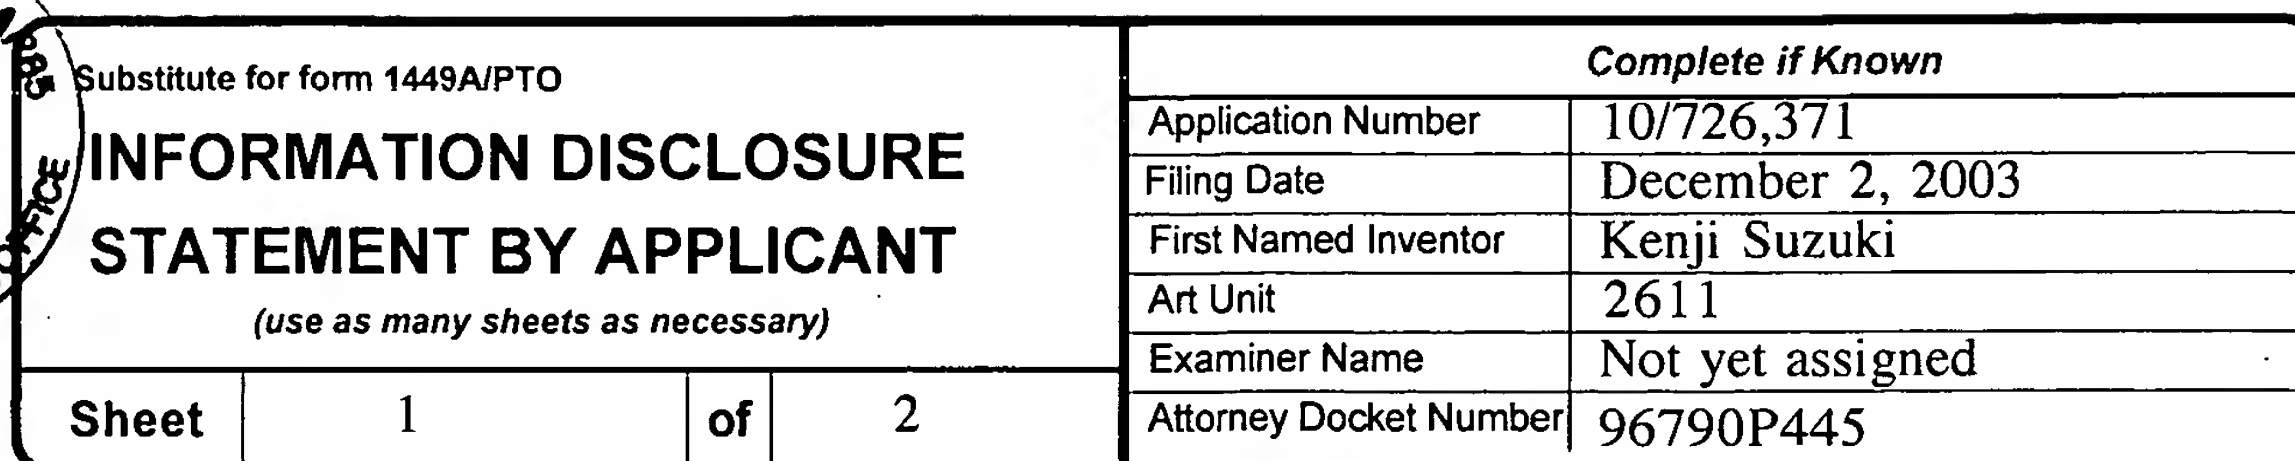 Substitute for form 1449A/PTO
INFORMATION DISCLOSURE
STATEMENT BY APPLICANT
(use as many sheets as necessary)
Sheet 1 of 2
Complete if Known
Application Number 10/726,371
Filing Date December 2, 2003
First Named Inventor Kenji Suzuki
Art Unit 2611
Examiner Name Not yet assigned
Attorney Docket Number 96790P445